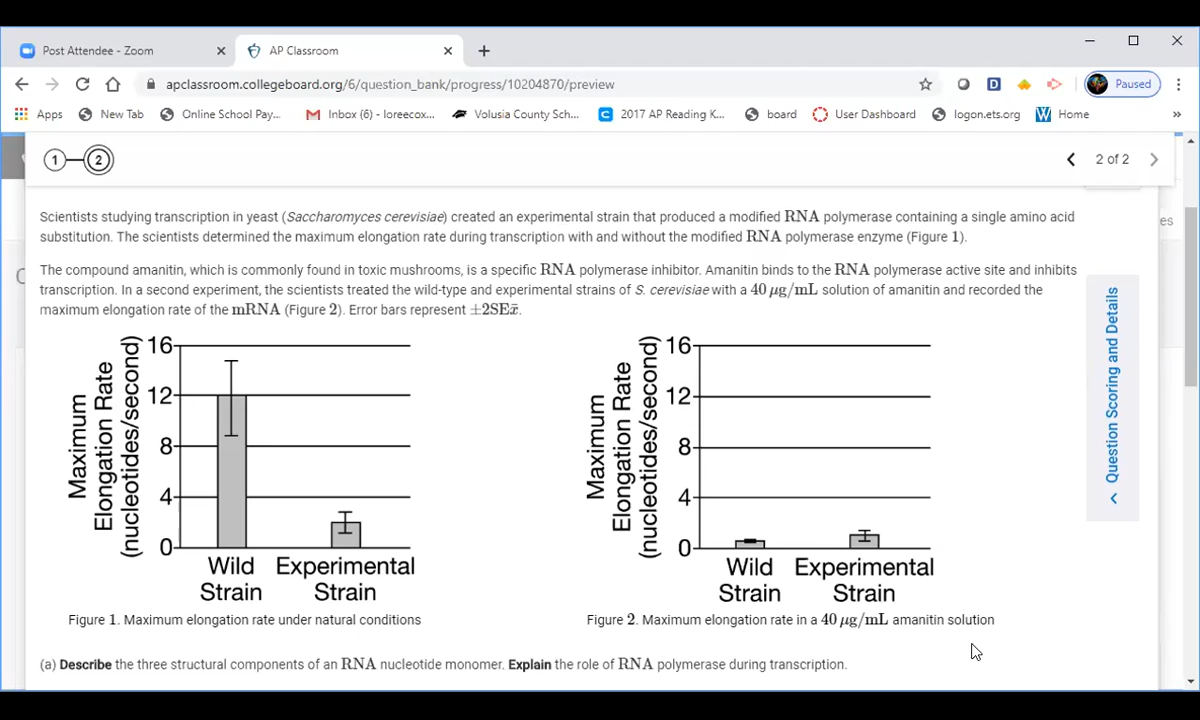 Post Attendee - Zoom
AP Classroom
apclassroom.collegeboard.org/6/question_bank/progress/10204870/preview
D
Paused
Apps
New Tab
Online School Pay...
Inbox (6) - loreecox...
Volusia County Sch...
2017 AP Reading K...
board
User Dashboard
logon.ets.org
Home
»
1
2
2 of 2
es
Scientists studying transcription in yeast (Saccharomyces cerevisiae) created an experimental strain that produced a modified RNA polymerase containing a single amino acid
substitution. The scientists determined the maximum elongation rate during transcription with and without the modified RNA polymerase enzyme (Figure 1).
The compound amanitin, which is commonly found in toxic mushrooms, is a specific RNA polymerase inhibitor. Amanitin binds to the RNA polymerase active site and inhibits
transcription. In a second experiment, the scientists treated the wild-type and experimental strains of S. cerevisiae with a 40 μg/mL solution of amanitin and recorded the
maximum elongation rate of the mRNA (Figure 2). Error bars represent ±2SEx̄.
Maximum
Elongation Rate
(nucleotides/second)
16
12
8
4
0
Wild
Strain
Experimental
Strain
Figure 1. Maximum elongation rate under natural conditions
Maximum
Elongation Rate
(nucleotides/second)
16
12
8
4
0
Wild
Strain
Experimental
Strain
Figure 2. Maximum elongation rate in a 40 μg/mL amanitin solution
Question Scoring and Details
(a) Describe the three structural components of an RNA nucleotide monomer. Explain the role of RNA polymerase during transcription.